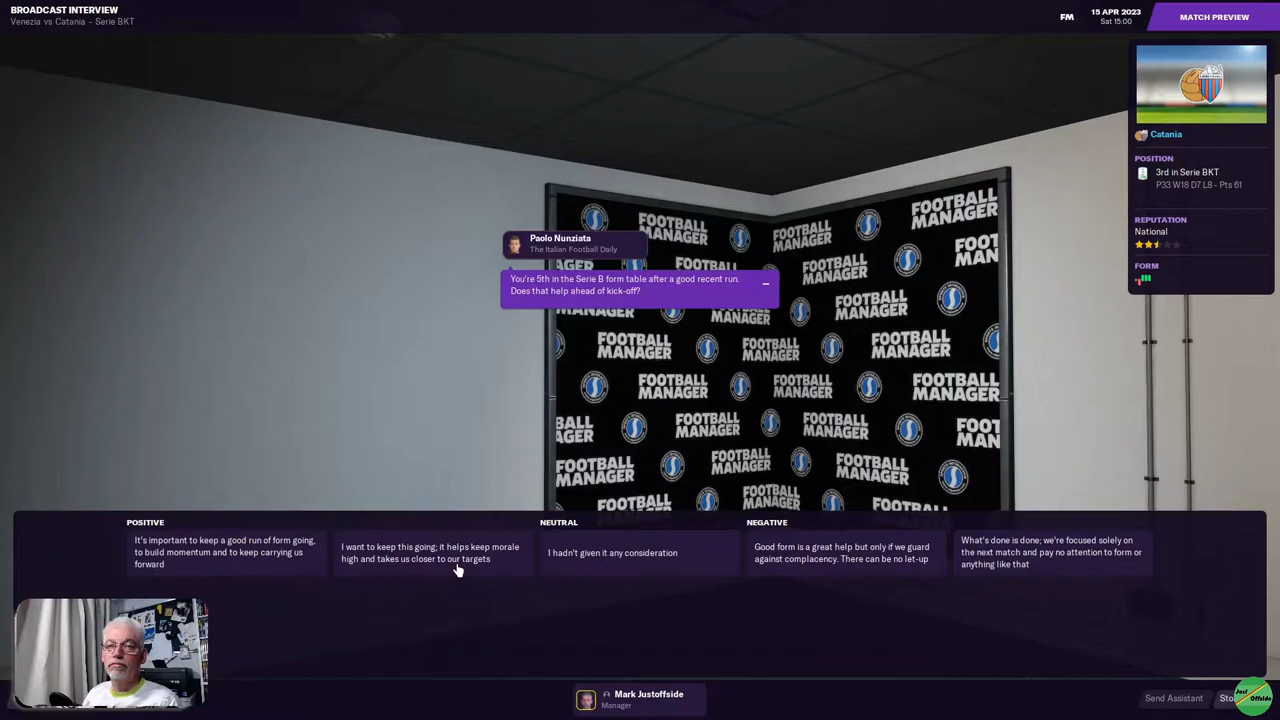 BROADCAST INTERVIEW
Venezia vs Catania - Serie BKT
FM
15 APR 2023
Sat 15:00
MATCH PREVIEW
Catania
POSITION
3rd in Serie BKT
P33 W18 D7 L8 - Pts 61
REPUTATION
National
FORM
Paolo Nunziata
The Italian Football Daily
You're 5th in the Serie B form table after a good recent run.
Does that help ahead of kick-off?
FOOTBALL
MANAGER
POSITIVE
It's important to keep a good run of form going,
to build momentum and to keep carrying us
forward
I want to keep this going; it helps keep morale
high and takes us closer to our targets
NEUTRAL
I hadn't given it any consideration
NEGATIVE
Good form is a great help but only if we guard
against complacency. There can be no let-up
What's done is done; we're focused solely on
the next match and pay no attention to form or
anything like that
Mark Justoffside
Manager
Send Assistant
Just
Offside